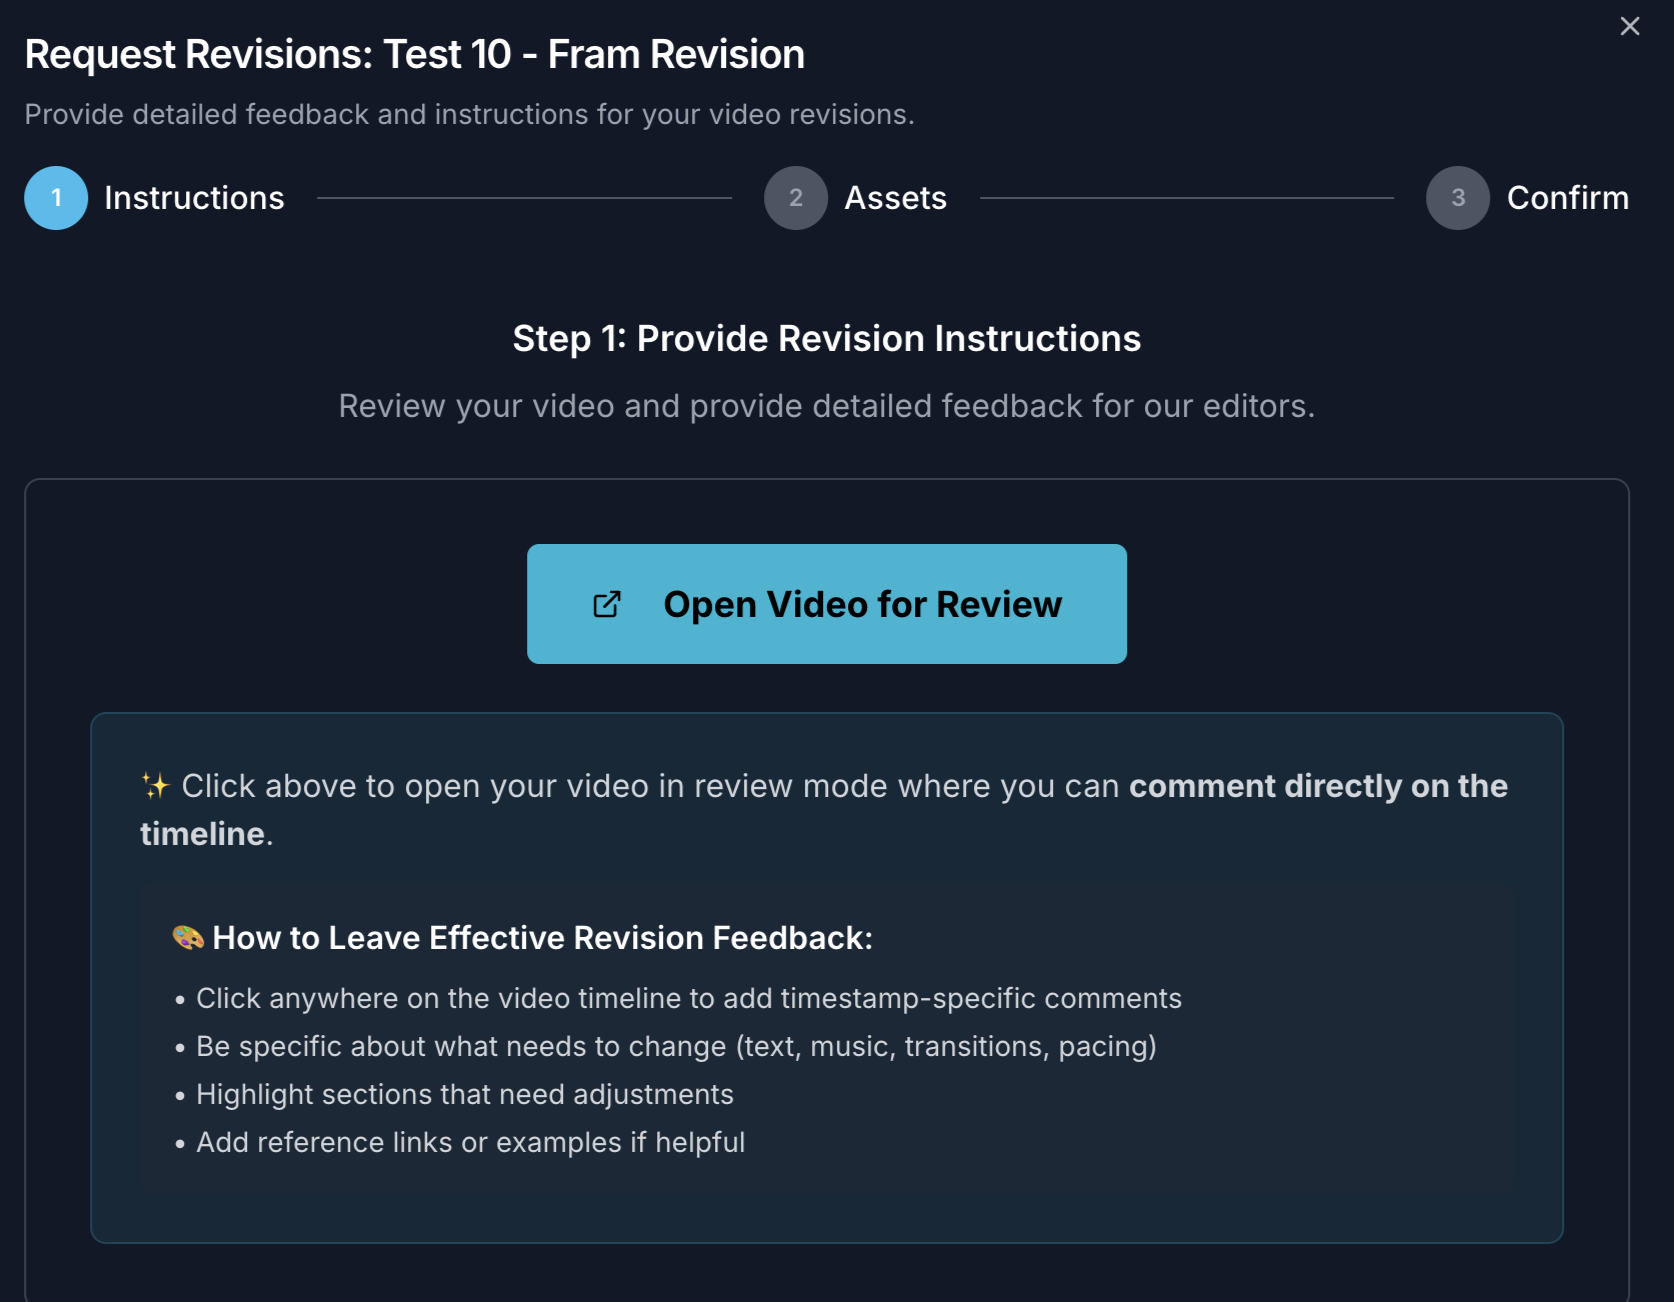 Request Revisions: Test 10 - Fram Revision
Provide detailed feedback and instructions for your video revisions.
1 Instructions 2 Assets 3 Confirm
Step 1: Provide Revision Instructions
Review your video and provide detailed feedback for our editors.
Open Video for Review
✨ Click above to open your video in review mode where you can comment directly on the
timeline.
🎨 How to Leave Effective Revision Feedback:
• Click anywhere on the video timeline to add timestamp-specific comments
• Be specific about what needs to change (text, music, transitions, pacing)
• Highlight sections that need adjustments
• Add reference links or examples if helpful